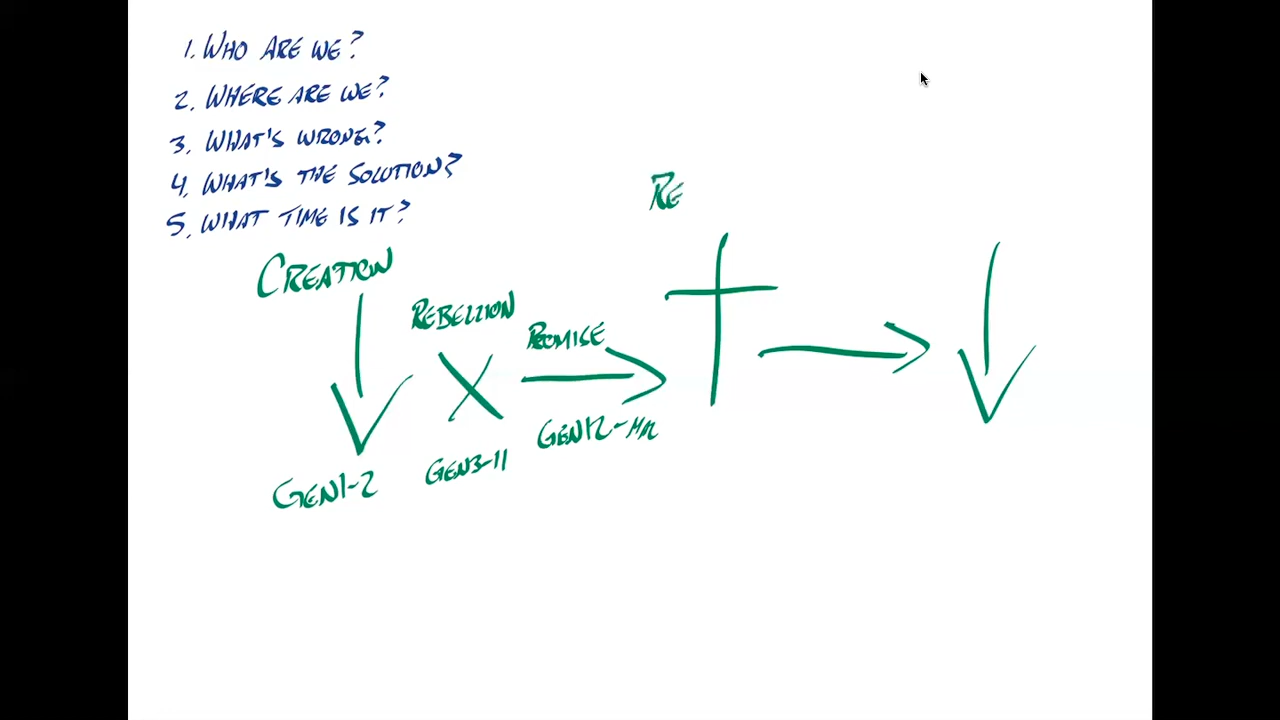 1. WHO ARE WE?
2. WHERE ARE WE?
3. WHAT'S WRONG?
4. WHAT'S THE SOLUTION?
5. WHAT TIME IS IT?
RE
CREATION
REBELLION
PROMISE
GEN12-MAL
GEN3-11
GEN1-2